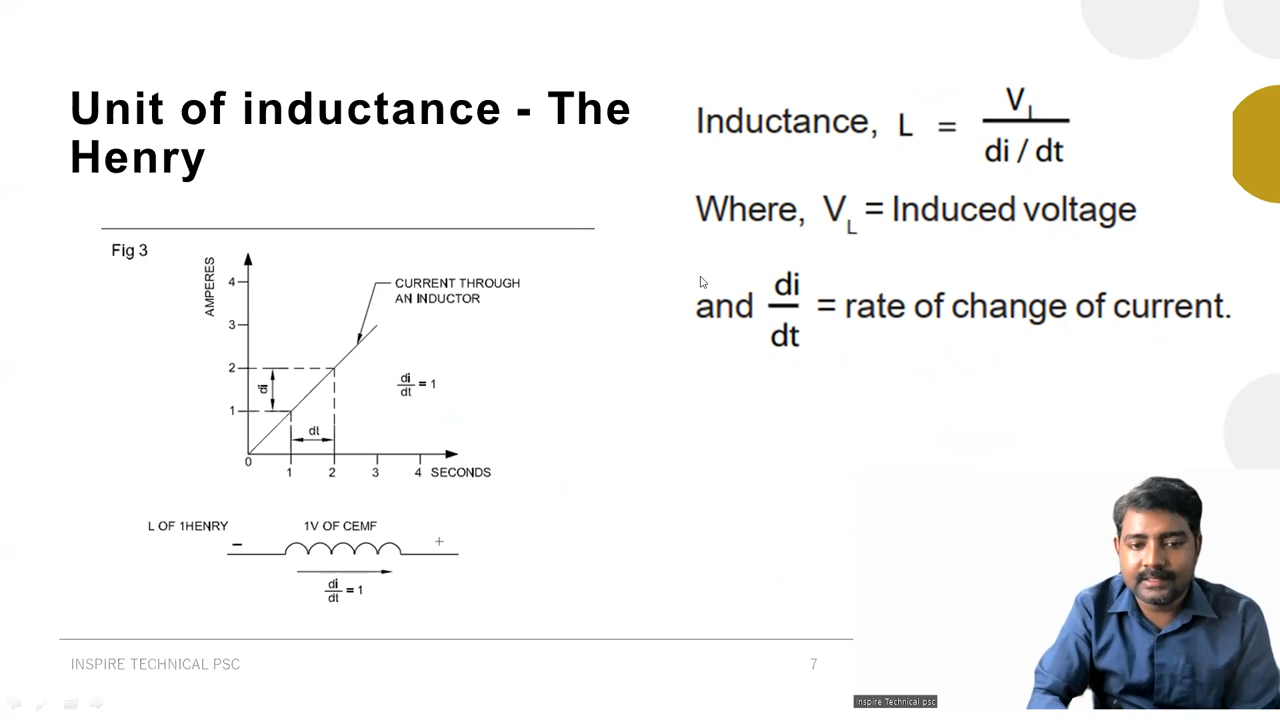 Unit of inductance - The
Henry
Inductance, L = V_L
di / dt
Where, V_L = Induced voltage
and di
dt = rate of change of current.
Fig 3
AMPERES
4
3
2
1
0
di
dt
CURRENT THROUGH
AN INDUCTOR
di
dt = 1
1 2 3 4 SECONDS
L OF 1HENRY
1V OF CEMF
– +
di
dt = 1
INSPIRE TECHNICAL PSC
7
Inspire Technical psc